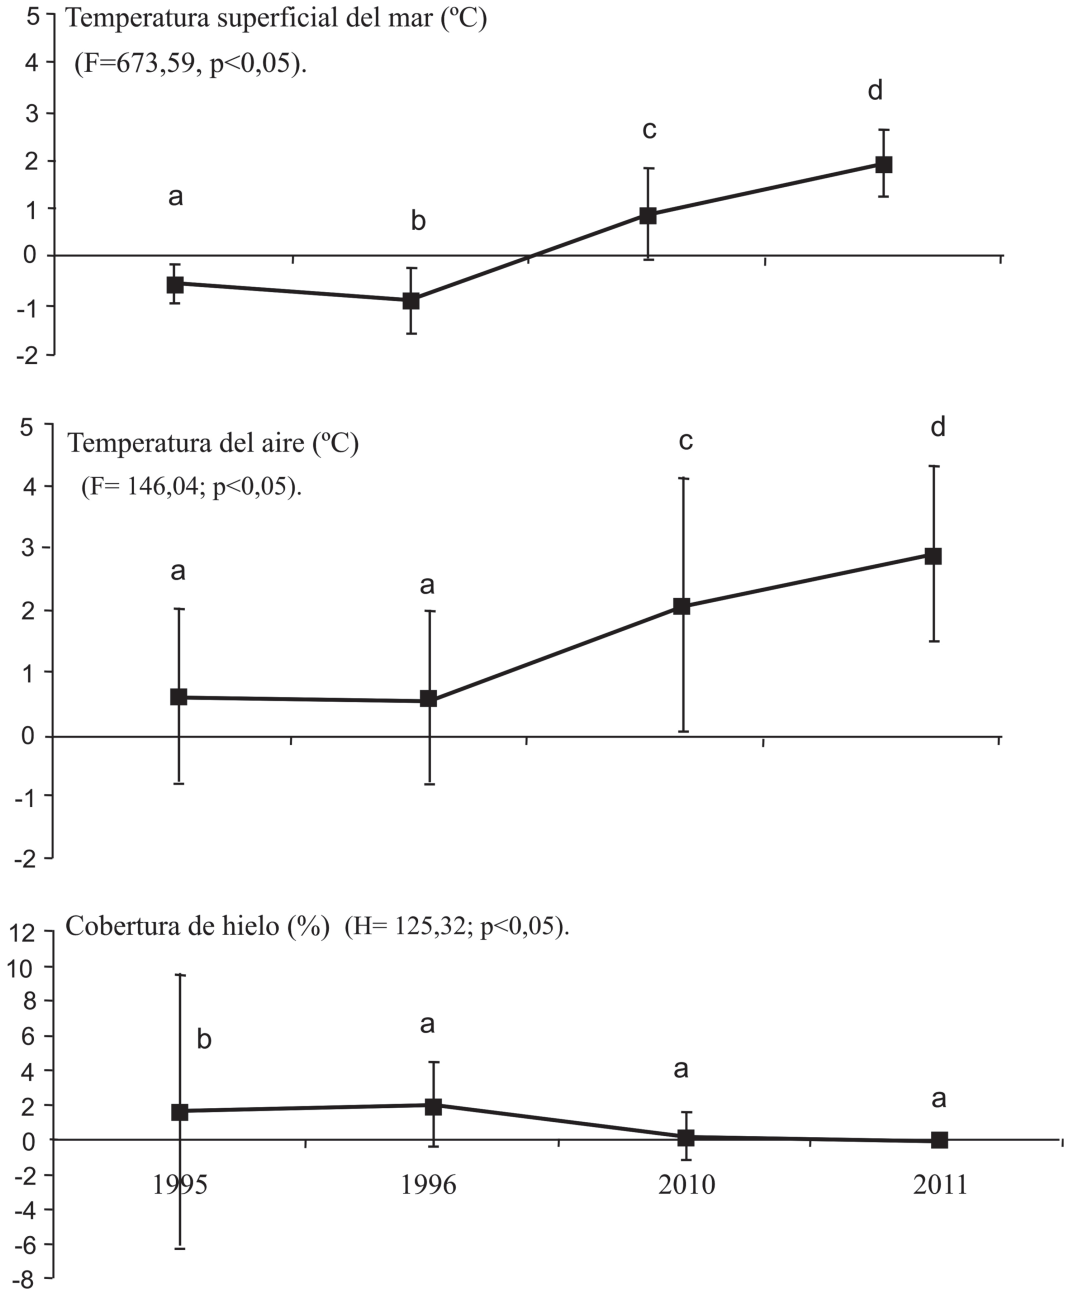 Temperatura superficial del mar (ºC)
(F=673,59, p<0,05).
5
4
3
2
1
0
-1
-2
a
b
c
d
Temperatura del aire (ºC)
(F= 146,04; p<0,05).
5
4
3
2
1
0
-1
-2
a
a
c
d
Cobertura de hielo (%) (H= 125,32; p<0,05).
12
10
8
6
4
2
0
-2
-4
-6
-8
b
a
a
a
1995 1996 2010 2011